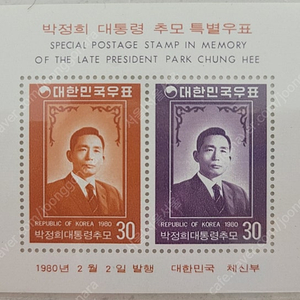 박정희 대통령 추모 특별우표
SPECIAL POSTAGE STAMP IN MEMORY
OF THE LATE PRESIDENT PARK CHUNG HEE
대한민국우표
대한민국우표
REPUBLIC OF KOREA 1980
REPUBLIC OF KOREA 1980
박정희대통령추모 30
박정희대통령추모 30
1980년 2월 2일 발행 대한민국 체신부